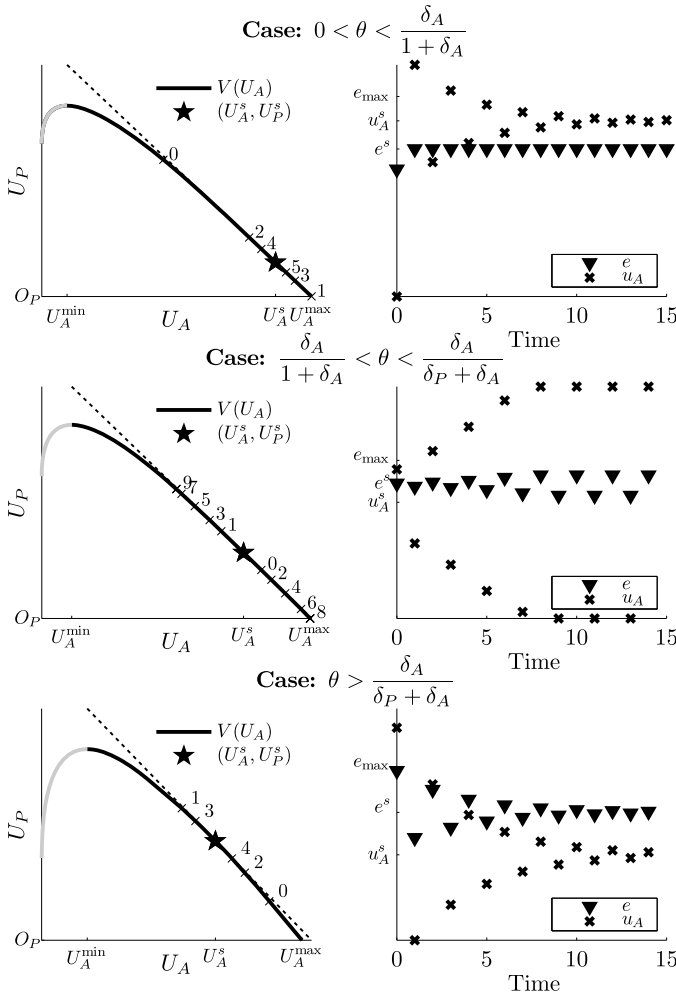 Case: 0 < θ < δ_A / (1 + δ_A)
V(U_A)
(U_A^s, U_P^s)
U_P
0
2
4
5
3
1
O_P
U_A^min
U_A
U_A^s
U_A^max
e_max
u_A^s
e^s
e
u_A
0
5
10
15
Time
Case: δ_A / (1 + δ_A) < θ < δ_A / (δ_P + δ_A)
V(U_A)
(U_A^s, U_P^s)
U_P
9
7
5
3
1
0
2
4
6
8
O_P
U_A^min
U_A
U_A^s
U_A^max
e_max
e^s
u_A^s
e
u_A
0
5
10
15
Time
Case: θ > δ_A / (δ_P + δ_A)
V(U_A)
(U_A^s, U_P^s)
U_P
1
3
4
2
0
O_P
U_A^min
U_A
U_A^s
U_A^max
e_max
e^s
u_A^s
e
u_A
0
5
10
15
Time